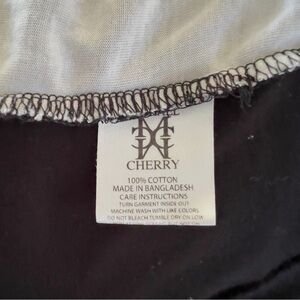 CHERRY
100% COTTON
MADE IN BANGLADESH
CARE INSTRUCTIONS
TURN GARMENT INSIDE OUT
MACHINE WASH WITH LIKE COLORS
DO NOT BLEACH.TUMBLE DRY ON LOW